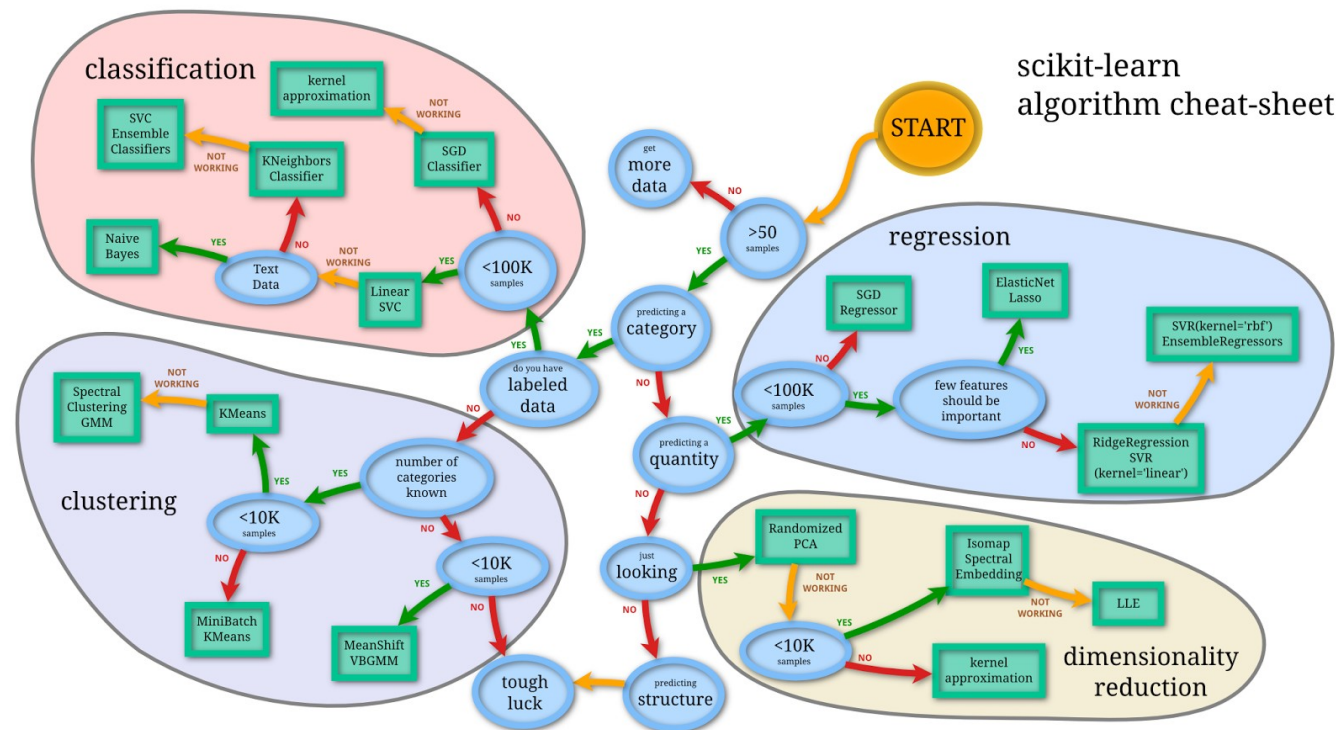 scikit-learn
algorithm cheat-sheet
START
get
more
data
NO
>50
samples
YES
predicting a
category
YES
NO
do you have
labeled
data
YES
NO
predicting a
quantity
YES
NO
just
looking
YES
NO
predicting
structure
tough
luck
classification
kernel
approximation
NOT
WORKING
SGD
Classifier
NO
<100K
samples
YES
Linear
SVC
NOT
WORKING
Text
Data
YES
Naive
Bayes
NO
KNeighbors
Classifier
NOT
WORKING
SVC
Ensemble
Classifiers
clustering
number of
categories
known
YES
NO
<10K
samples
YES
KMeans
NOT
WORKING
Spectral
Clustering
GMM
NO
MiniBatch
KMeans
<10K
samples
YES
MeanShift
VBGMM
NO
regression
<100K
samples
NO
SGD
Regressor
YES
few features
should be
important
YES
ElasticNet
Lasso
NO
RidgeRegression
SVR
(kernel='linear')
NOT
WORKING
SVR(kernel='rbf')
EnsembleRegressors
dimensionality
reduction
Randomized
PCA
NOT
WORKING
<10K
samples
YES
Isomap
Spectral
Embedding
NOT
WORKING
LLE
NO
kernel
approximation